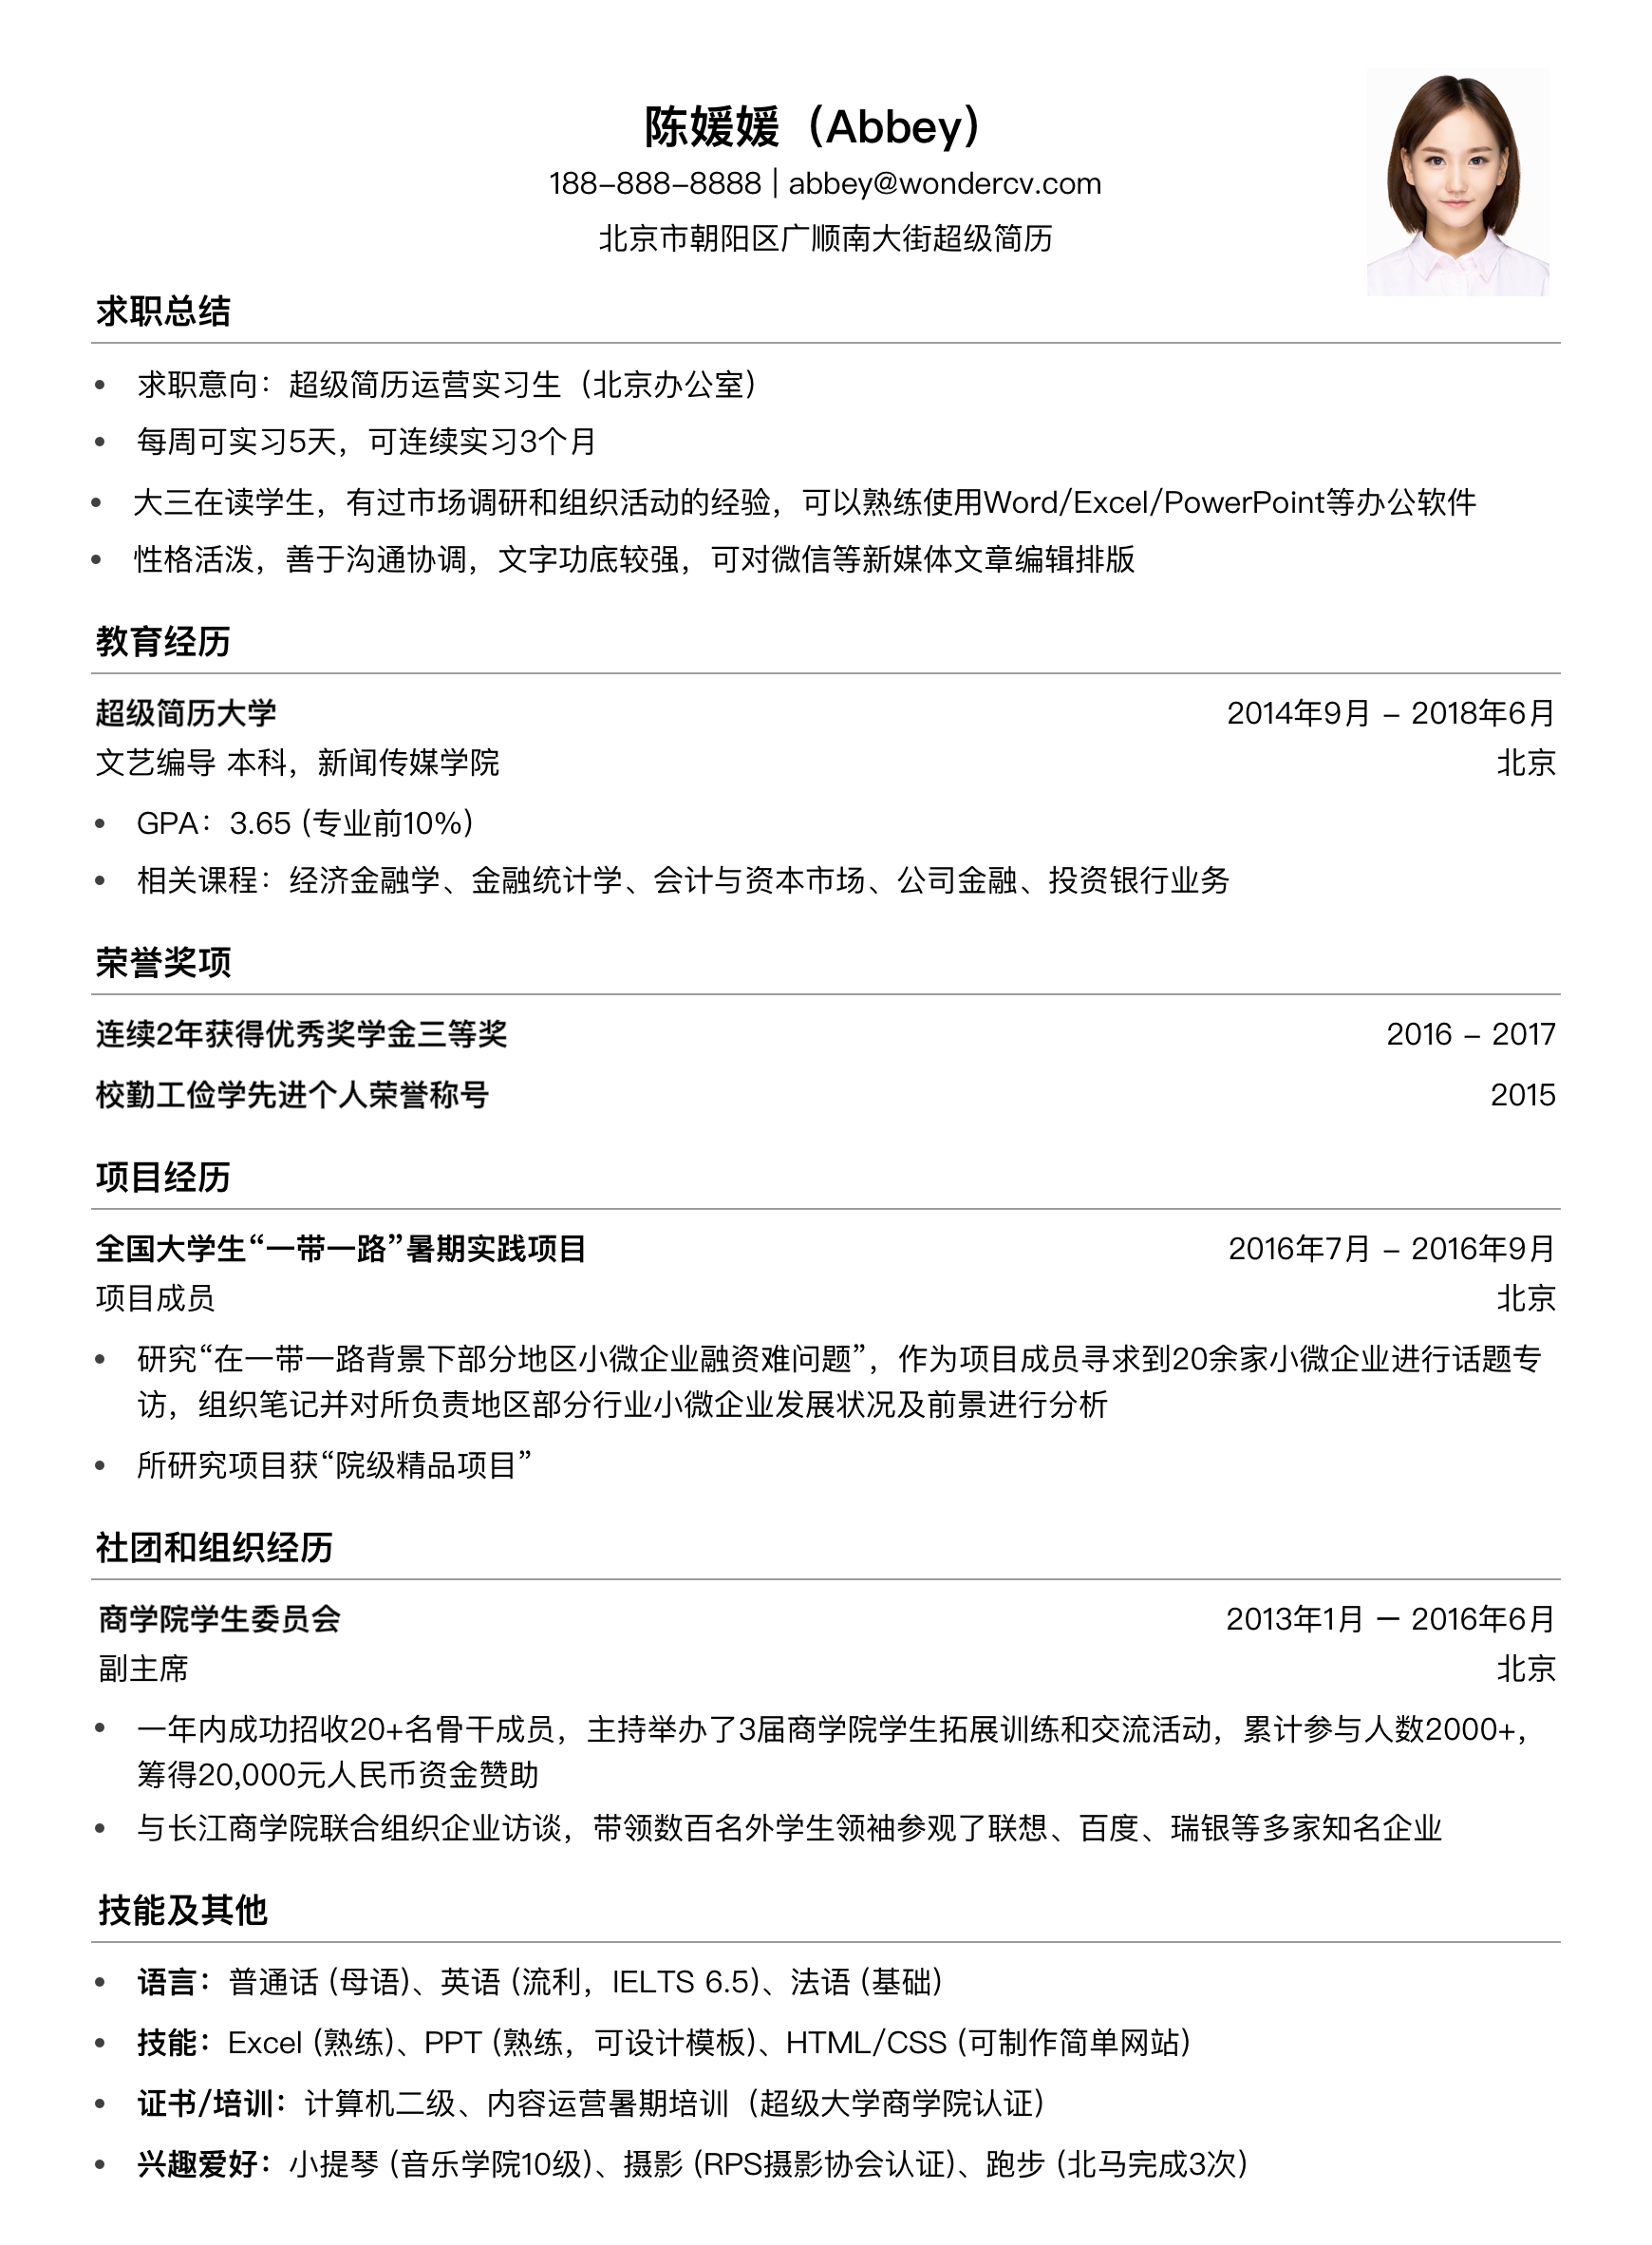 陈媛媛（Abbey）
188-888-8888 | abbey@wondercv.com
北京市朝阳区广顺南大街超级简历
求职总结
• 求职意向：超级简历运营实习生（北京办公室）
• 每周可实习5天，可连续实习3个月
• 大三在读学生，有过市场调研和组织活动的经验，可以熟练使用Word/Excel/PowerPoint等办公软件
• 性格活泼，善于沟通协调，文字功底较强，可对微信等新媒体文章编辑排版
教育经历
超级简历大学 2014年9月 – 2018年6月
文艺编导 本科，新闻传媒学院 北京
• GPA：3.65 (专业前10%)
• 相关课程：经济金融学、金融统计学、会计与资本市场、公司金融、投资银行业务
荣誉奖项
连续2年获得优秀奖学金三等奖 2016 – 2017
校勤工俭学先进个人荣誉称号 2015
项目经历
全国大学生“一带一路”暑期实践项目 2016年7月 – 2016年9月
项目成员 北京
• 研究“在一带一路背景下部分地区小微企业融资难问题”，作为项目成员寻求到20余家小微企业进行话题专
访，组织笔记并对所负责地区部分行业小微企业发展状况及前景进行分析
• 所研究项目获“院级精品项目”
社团和组织经历
商学院学生委员会 2013年1月 — 2016年6月
副主席 北京
• 一年内成功招收20+名骨干成员，主持举办了3届商学院学生拓展训练和交流活动，累计参与人数2000+，
筹得20,000元人民币资金赞助
• 与长江商学院联合组织企业访谈，带领数百名外学生领袖参观了联想、百度、瑞银等多家知名企业
技能及其他
• 语言：普通话 (母语)、英语 (流利，IELTS 6.5)、法语 (基础)
• 技能：Excel (熟练)、PPT (熟练，可设计模板)、HTML/CSS (可制作简单网站)
• 证书/培训：计算机二级、内容运营暑期培训（超级大学商学院认证）
• 兴趣爱好：小提琴 (音乐学院10级)、摄影 (RPS摄影协会认证)、跑步 (北马完成3次)